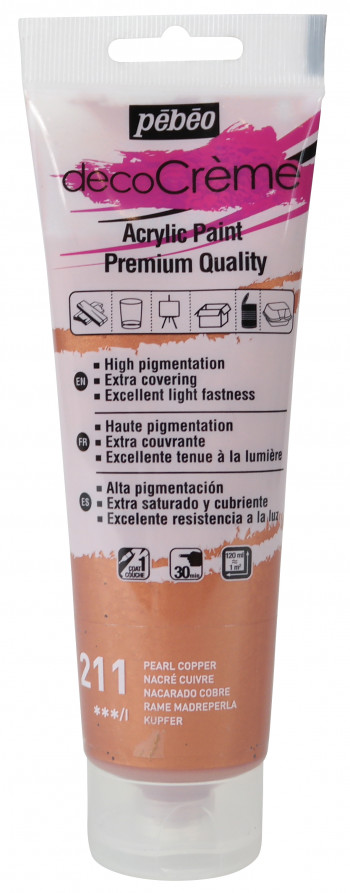 pébéo
decoCrème
Acrylic Paint
Premium Quality
EN
▪ High pigmentation
▪ Extra covering
▪ Excellent light fastness
FR
▪ Haute pigmentation
▪ Extra couvrante
▪ Excellente tenue à la lumière
ES
▪ Alta pigmentación
▪ Extra saturado y cubriente
▪ Excelente resistencia a la luz
1
COAT
COUCHE
30 min
120 ml
1 m²
211
***/I
PEARL COPPER
NACRÉ CUIVRE
NACARADO COBRE
RAME MADREPERLA
KUPFER